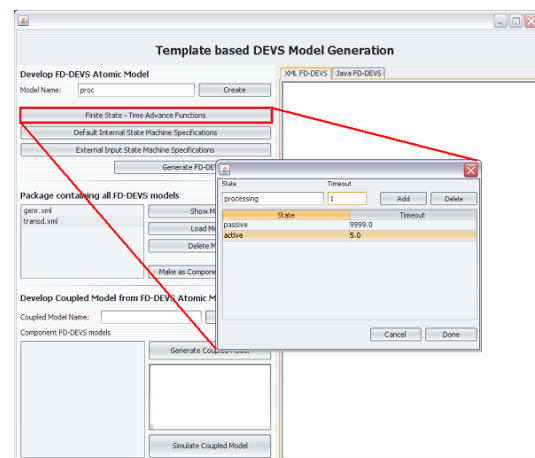 Template based DEVS Model Generation
Develop FD-DEVS Atomic Model
XML FD-DEVS Java FD-DEVS
Model Name: proc Create
Finite State - Time Advance Functions
Default Internal State Machine Specifications
External Input State Machine Specifications
Generate FD-DE
State Timeout
processing 1 Add Delete
State Timeout
passive 9999.0
active 5.0
Cancel Done
Package containing all FD-DEVS models
genr.xml
transd.xml
Show M
Load Mo
Delete M
Make as Compone
Develop Coupled Model from FD-DEVS Atomic M
Coupled Model Name:
Component FD-DEVS models
Generate Coupled Model
Simulate Coupled Model